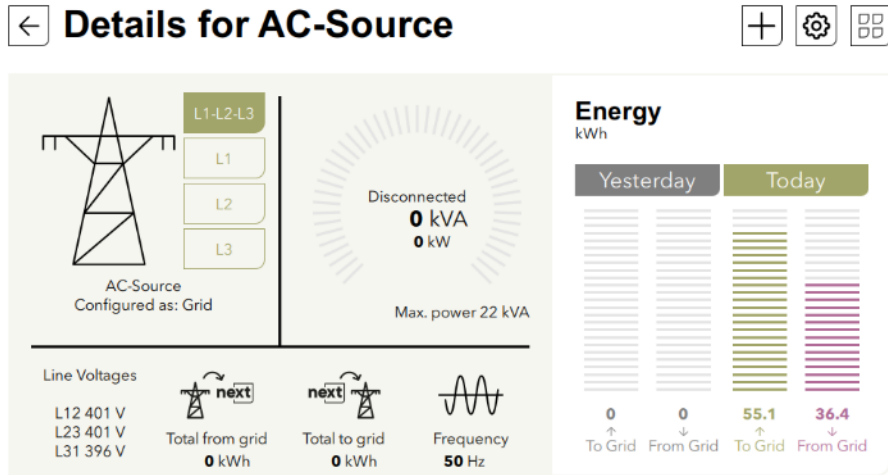 Details for AC-Source
L1-L2-L3
L1
L2
L3
AC-Source
Configured as: Grid
Disconnected
0 kVA
0 kW
Max. power 22 kVA
Line Voltages
L12 401 V
L23 401 V
L31 396 V
next
Total from grid
0 kWh
next
Total to grid
0 kWh
Frequency
50 Hz
Energy
kWh
Yesterday Today
0 0 55.1 36.4
To Grid From Grid To Grid From Grid